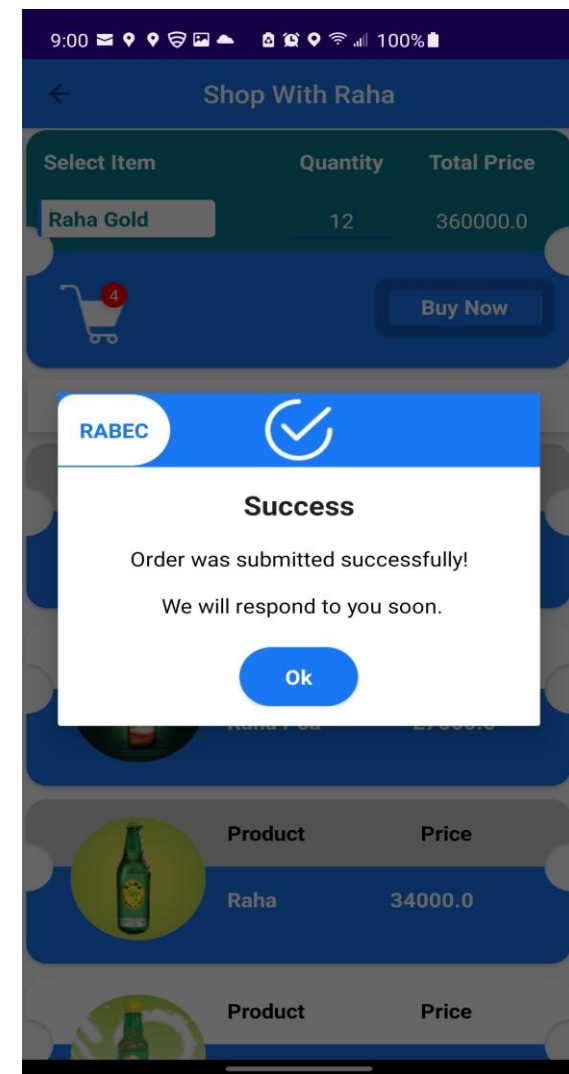 9:00 100%
Shop With Raha
Select Item Quantity Total Price
Raha Gold 12 360000.0
4
Buy Now
RABEC
Success
Order was submitted successfully!
We will respond to you soon.
Ok
Product Price
Raha 34000.0
Product Price